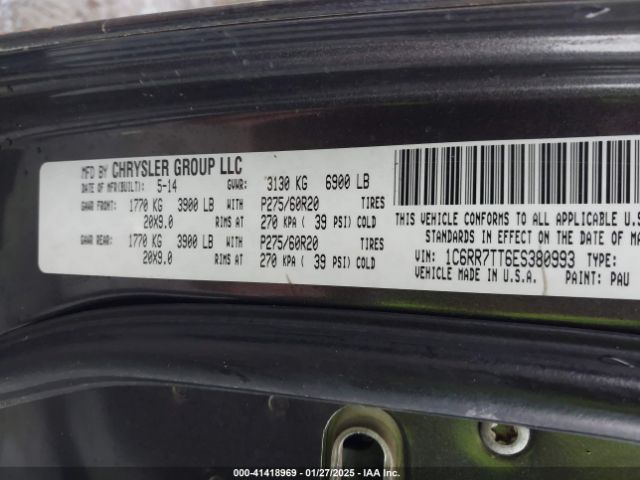 MFD BY CHRYSLER GROUP LLC
DATE OF MFR(BUILT): 5-14 GVWR: 3130 KG 6900 LB
GAWR FRONT: 1770 KG 3900 LB WITH P275/60R20 TIRES
20X9.0 RIMS AT 270 KPA ( 39 PSI) COLD
GAWR REAR: 1770 KG 3900 LB WITH P275/60R20 TIRES
20X9.0 RIMS AT 270 KPA ( 39 PSI) COLD
THIS VEHICLE CONFORMS TO ALL APPLICABLE
STANDARDS IN EFFECT ON THE DATE OF
VIN: 1C6RR7TT6ES380993 TYPE:
VEHICLE MADE IN U.S.A. PAINT: PAU
STOCK #: 41418969 | 01/27/2025 | IAA Inc.